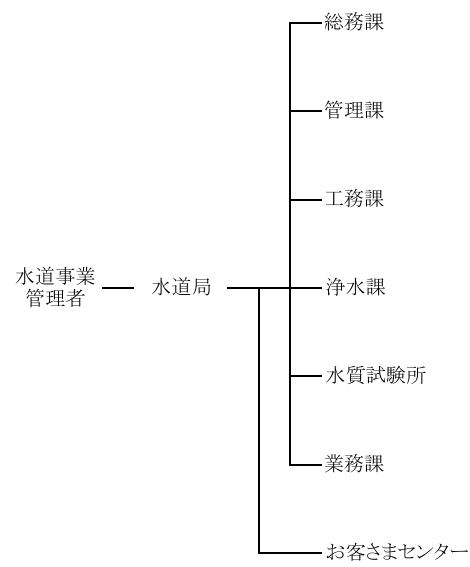 総務課
管理課
工務課
水道事業
管理者
水道局
浄水課
水質試験所
業務課
お客さまセンター